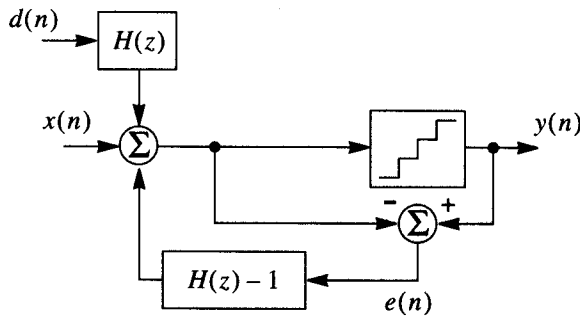 d(n)
H(z)
x(n)
Σ
y(n)
- +
Σ
H(z) – 1
e(n)